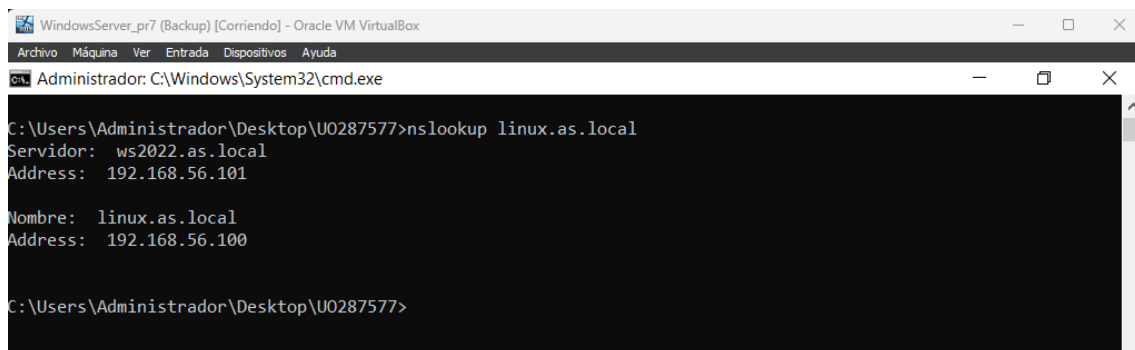 WindowsServer_pr7 (Backup) [Corriendo] - Oracle VM VirtualBox
Archivo Máquina Ver Entrada Dispositivos Ayuda
Administrador: C:\Windows\System32\cmd.exe
C:\Users\Administrador\Desktop\UO287577>nslookup linux.as.local
Servidor:  ws2022.as.local
Address:  192.168.56.101
Nombre:  linux.as.local
Address:  192.168.56.100
C:\Users\Administrador\Desktop\UO287577>